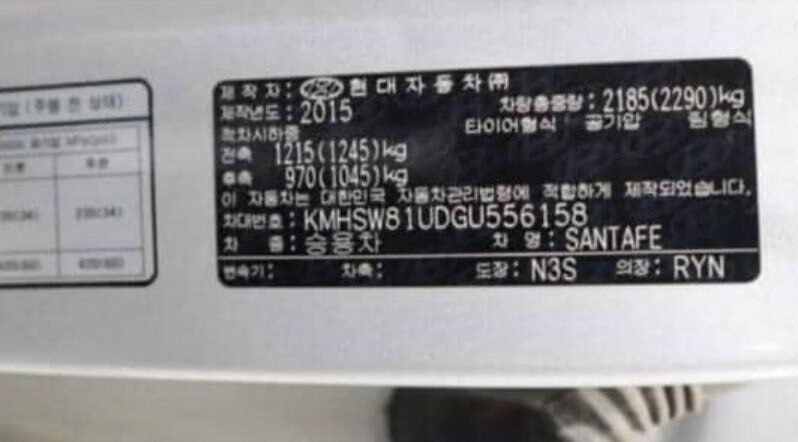 제작자: 현대자동차㈜
제작년도: 2015 차량총중량: 2185(2290)kg
적차시하중 타이어형식 공기압 림형식
전축 1215(1245)kg
후축 970(1045)kg
이 자동차는 대한민국 자동차관리법령에 적합하게 제작되었습니다.
차대번호: KMHSW81UDGU556158
차종: 승용차 차명: SANTAFE
변속기: 차축: 도장: N3S 의장: RYN